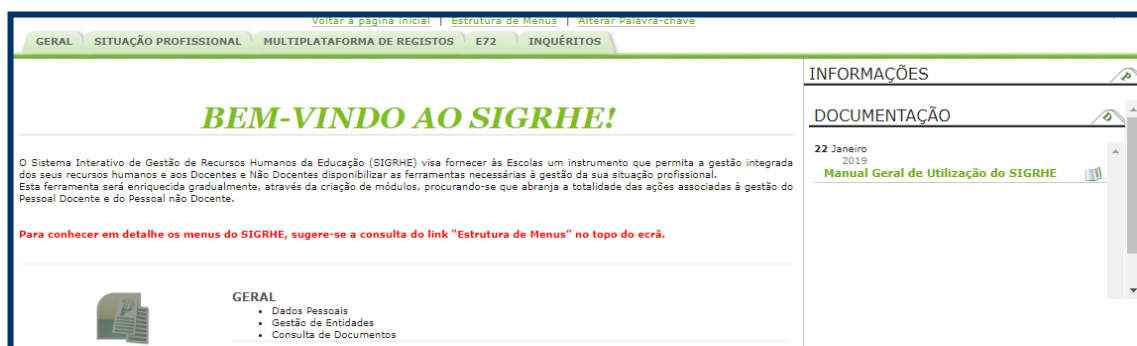 Voltar à página inicial | Estrutura de Menus | Alterar Palavra-chave
GERAL SITUAÇÃO PROFISSIONAL MULTIPLATAFORMA DE REGISTOS E72 INQUÉRITOS
BEM-VINDO AO SIGRHE!
O Sistema Interativo de Gestão de Recursos Humanos da Educação (SIGRHE) visa fornecer às Escolas um instrumento que permita a gestão integrada
dos seus recursos humanos e aos Docentes e Não Docentes disponibilizar as ferramentas necessárias à gestão da sua situação profissional.
Esta ferramenta será enriquecida gradualmente, através da criação de módulos, procurando-se que abranja a totalidade das ações associadas à gestão do
Pessoal Docente e do Pessoal não Docente.
Para conhecer em detalhe os menus do SIGRHE, sugere-se a consulta do link “Estrutura de Menus” no topo do ecrã.
GERAL
• Dados Pessoais
• Gestão de Entidades
• Consulta de Documentos
INFORMAÇÕES
DOCUMENTAÇÃO
22 Janeiro
2019
Manual Geral de Utilização do SIGRHE